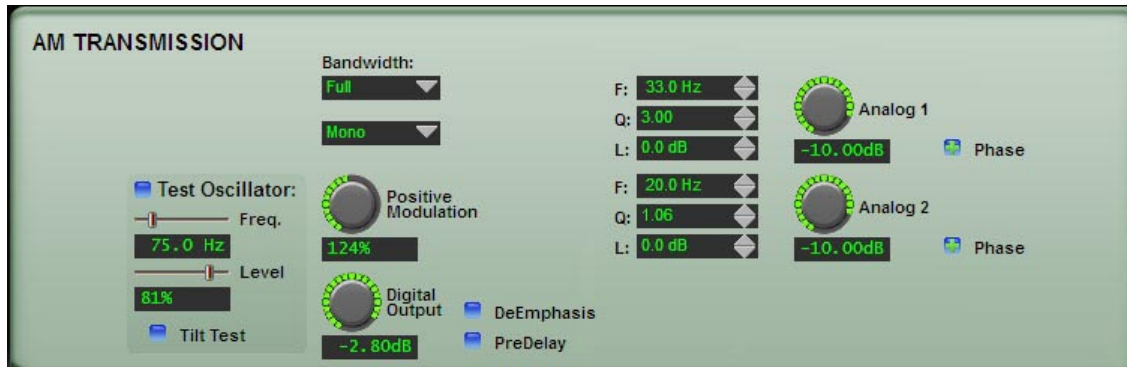 AM TRANSMISSION
Bandwidth:
Full
Mono
Test Oscillator:
Freq.
75.0 Hz
Level
81%
Tilt Test
Positive
Modulation
124%
Digital
Output
-2.80dB
DeEmphasis
PreDelay
F: 33.0 Hz
Q: 3.00
L: 0.0 dB
F: 20.0 Hz
Q: 1.06
L: 0.0 dB
Analog 1
-10.00dB
Phase
Analog 2
-10.00dB
Phase